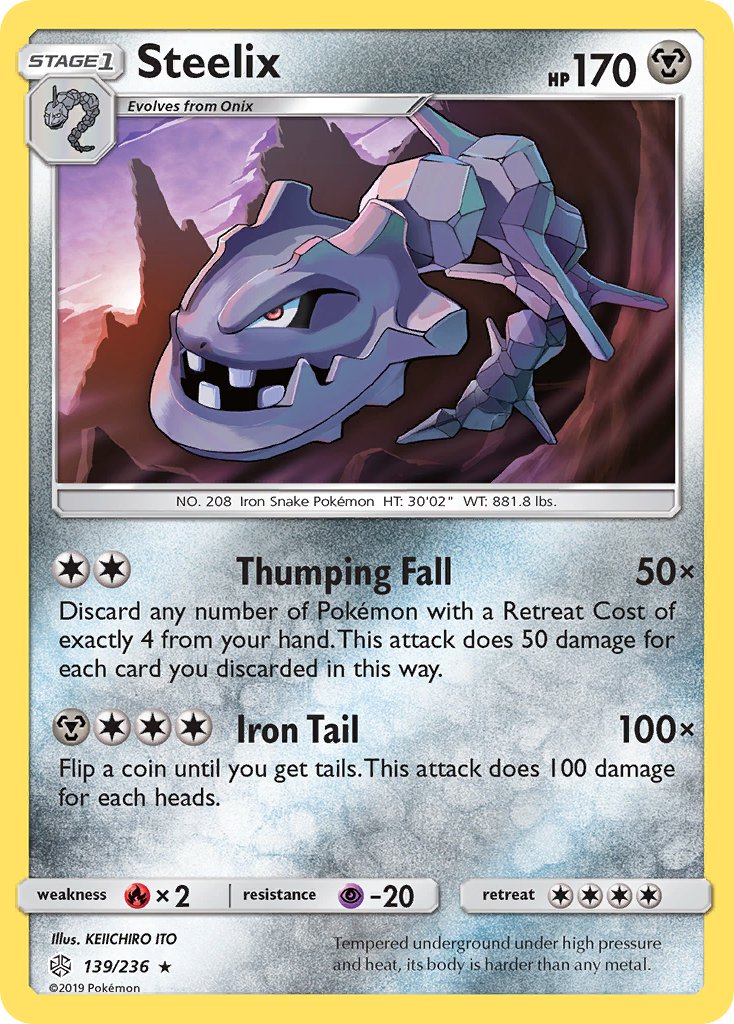 STAGE1
Steelix
HP 170
Evolves from Onix
NO. 208 Iron Snake Pokémon HT: 30'02" WT: 881.8 lbs.
Thumping Fall 50×
Discard any number of Pokémon with a Retreat Cost of
exactly 4 from your hand. This attack does 50 damage for
each card you discarded in this way.
Iron Tail 100×
Flip a coin until you get tails. This attack does 100 damage
for each heads.
weakness ×2 resistance -20 retreat
Illus. KEIICHIRO ITO
139/236 ★
©2019 Pokémon
Tempered underground under high pressure
and heat, its body is harder than any metal.